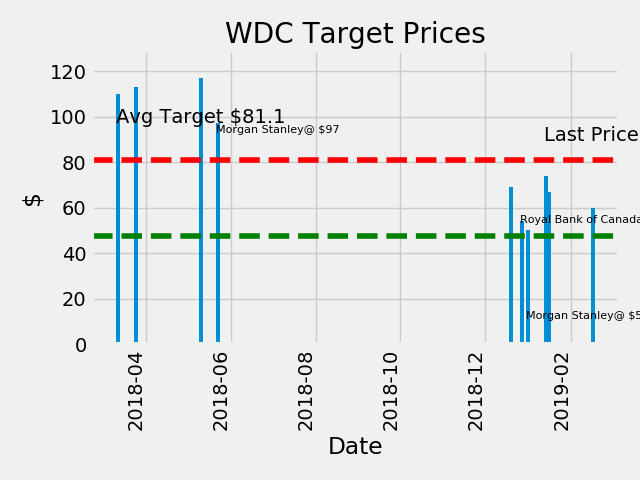 WDC Target Prices
120
100
80
60
40
20
0
$
Avg Target $81.1
Morgan Stanley@ $97
Last Price
Royal Bank of Canada
Morgan Stanley@ $5
2018-04
2018-06
2018-08
2018-10
2018-12
2019-02
Date